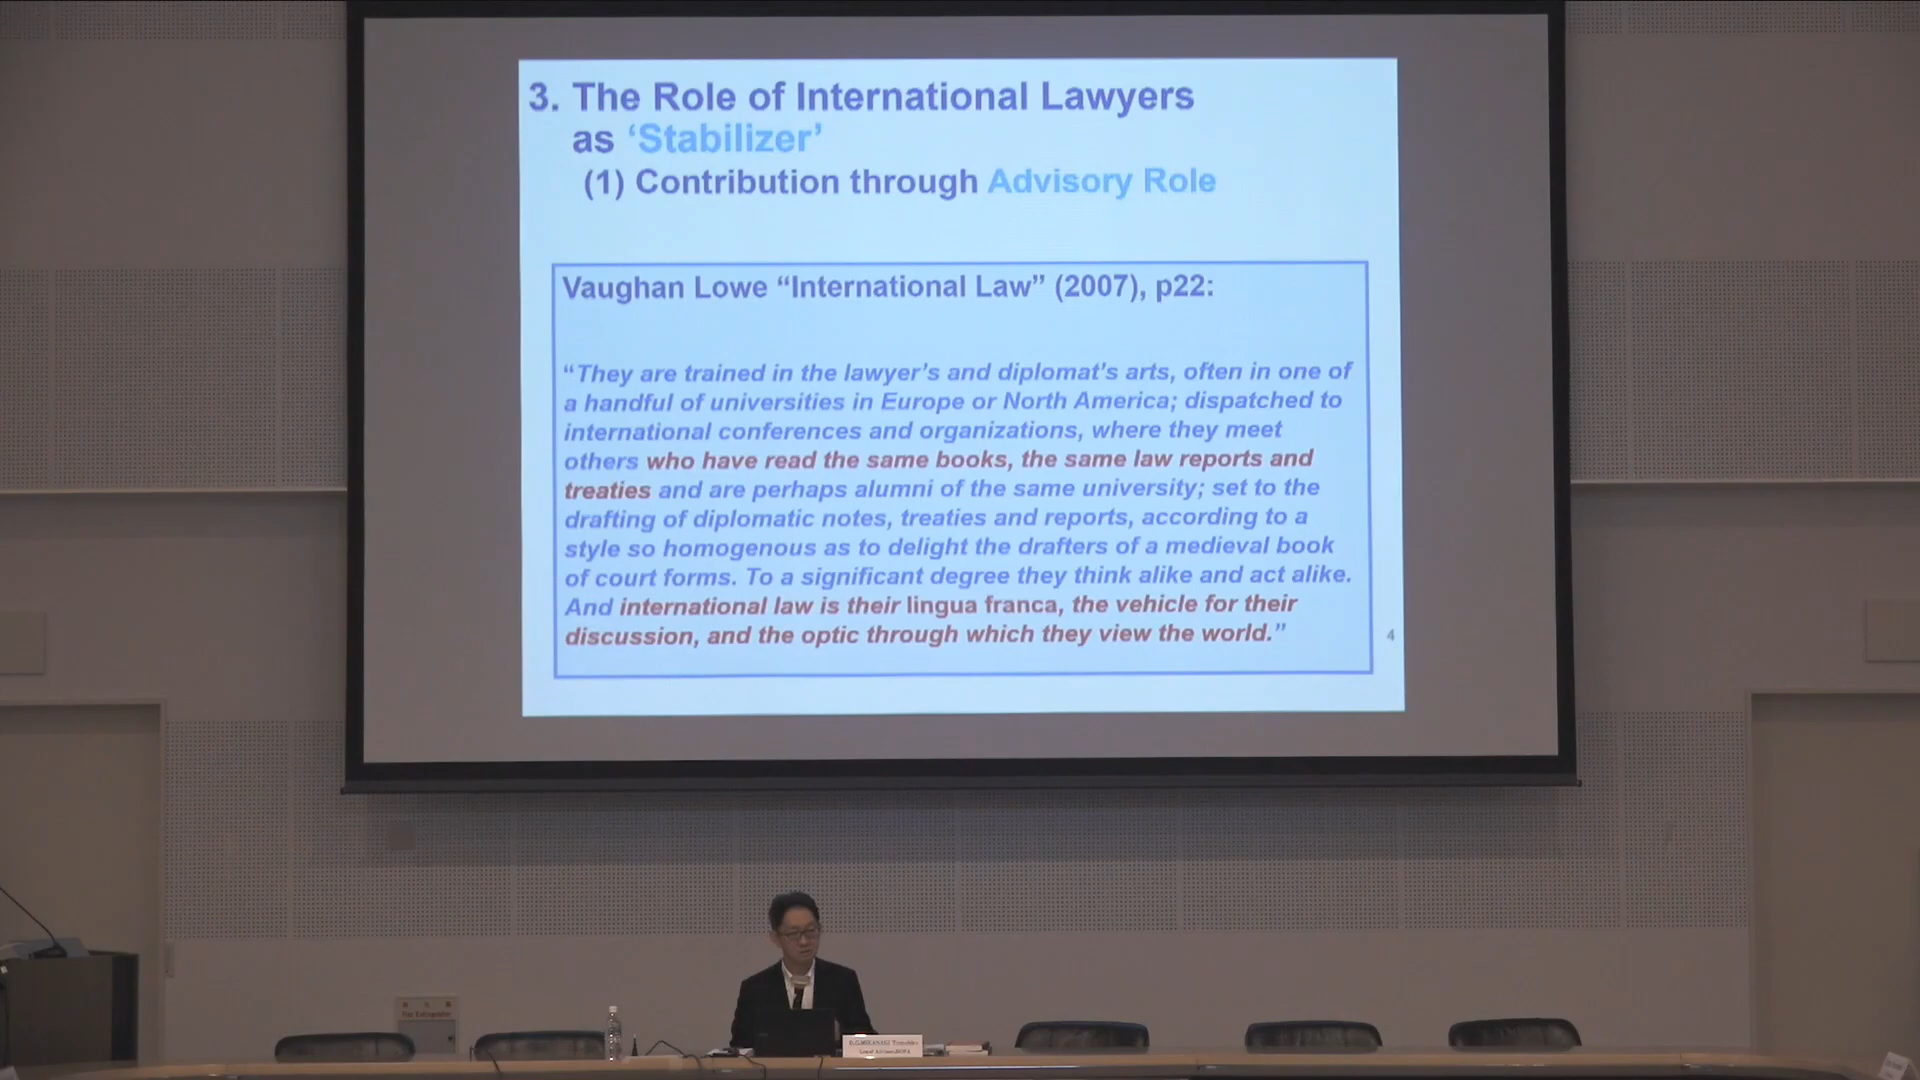 3. The Role of International Lawyers
as ‘Stabilizer’
(1) Contribution through Advisory Role
Vaughan Lowe “International Law” (2007), p22:
“They are trained in the lawyer’s and diplomat’s arts, often in one of
a handful of universities in Europe or North America; dispatched to
international conferences and organizations, where they meet
others who have read the same books, the same law reports and
treaties and are perhaps alumni of the same university; set to the
drafting of diplomatic notes, treaties and reports, according to a
style so homogenous as to delight the drafters of a medieval book
of court forms. To a significant degree they think alike and act alike.
And international law is their lingua franca, the vehicle for their
discussion, and the optic through which they view the world.”
4
Fire Extinguisher